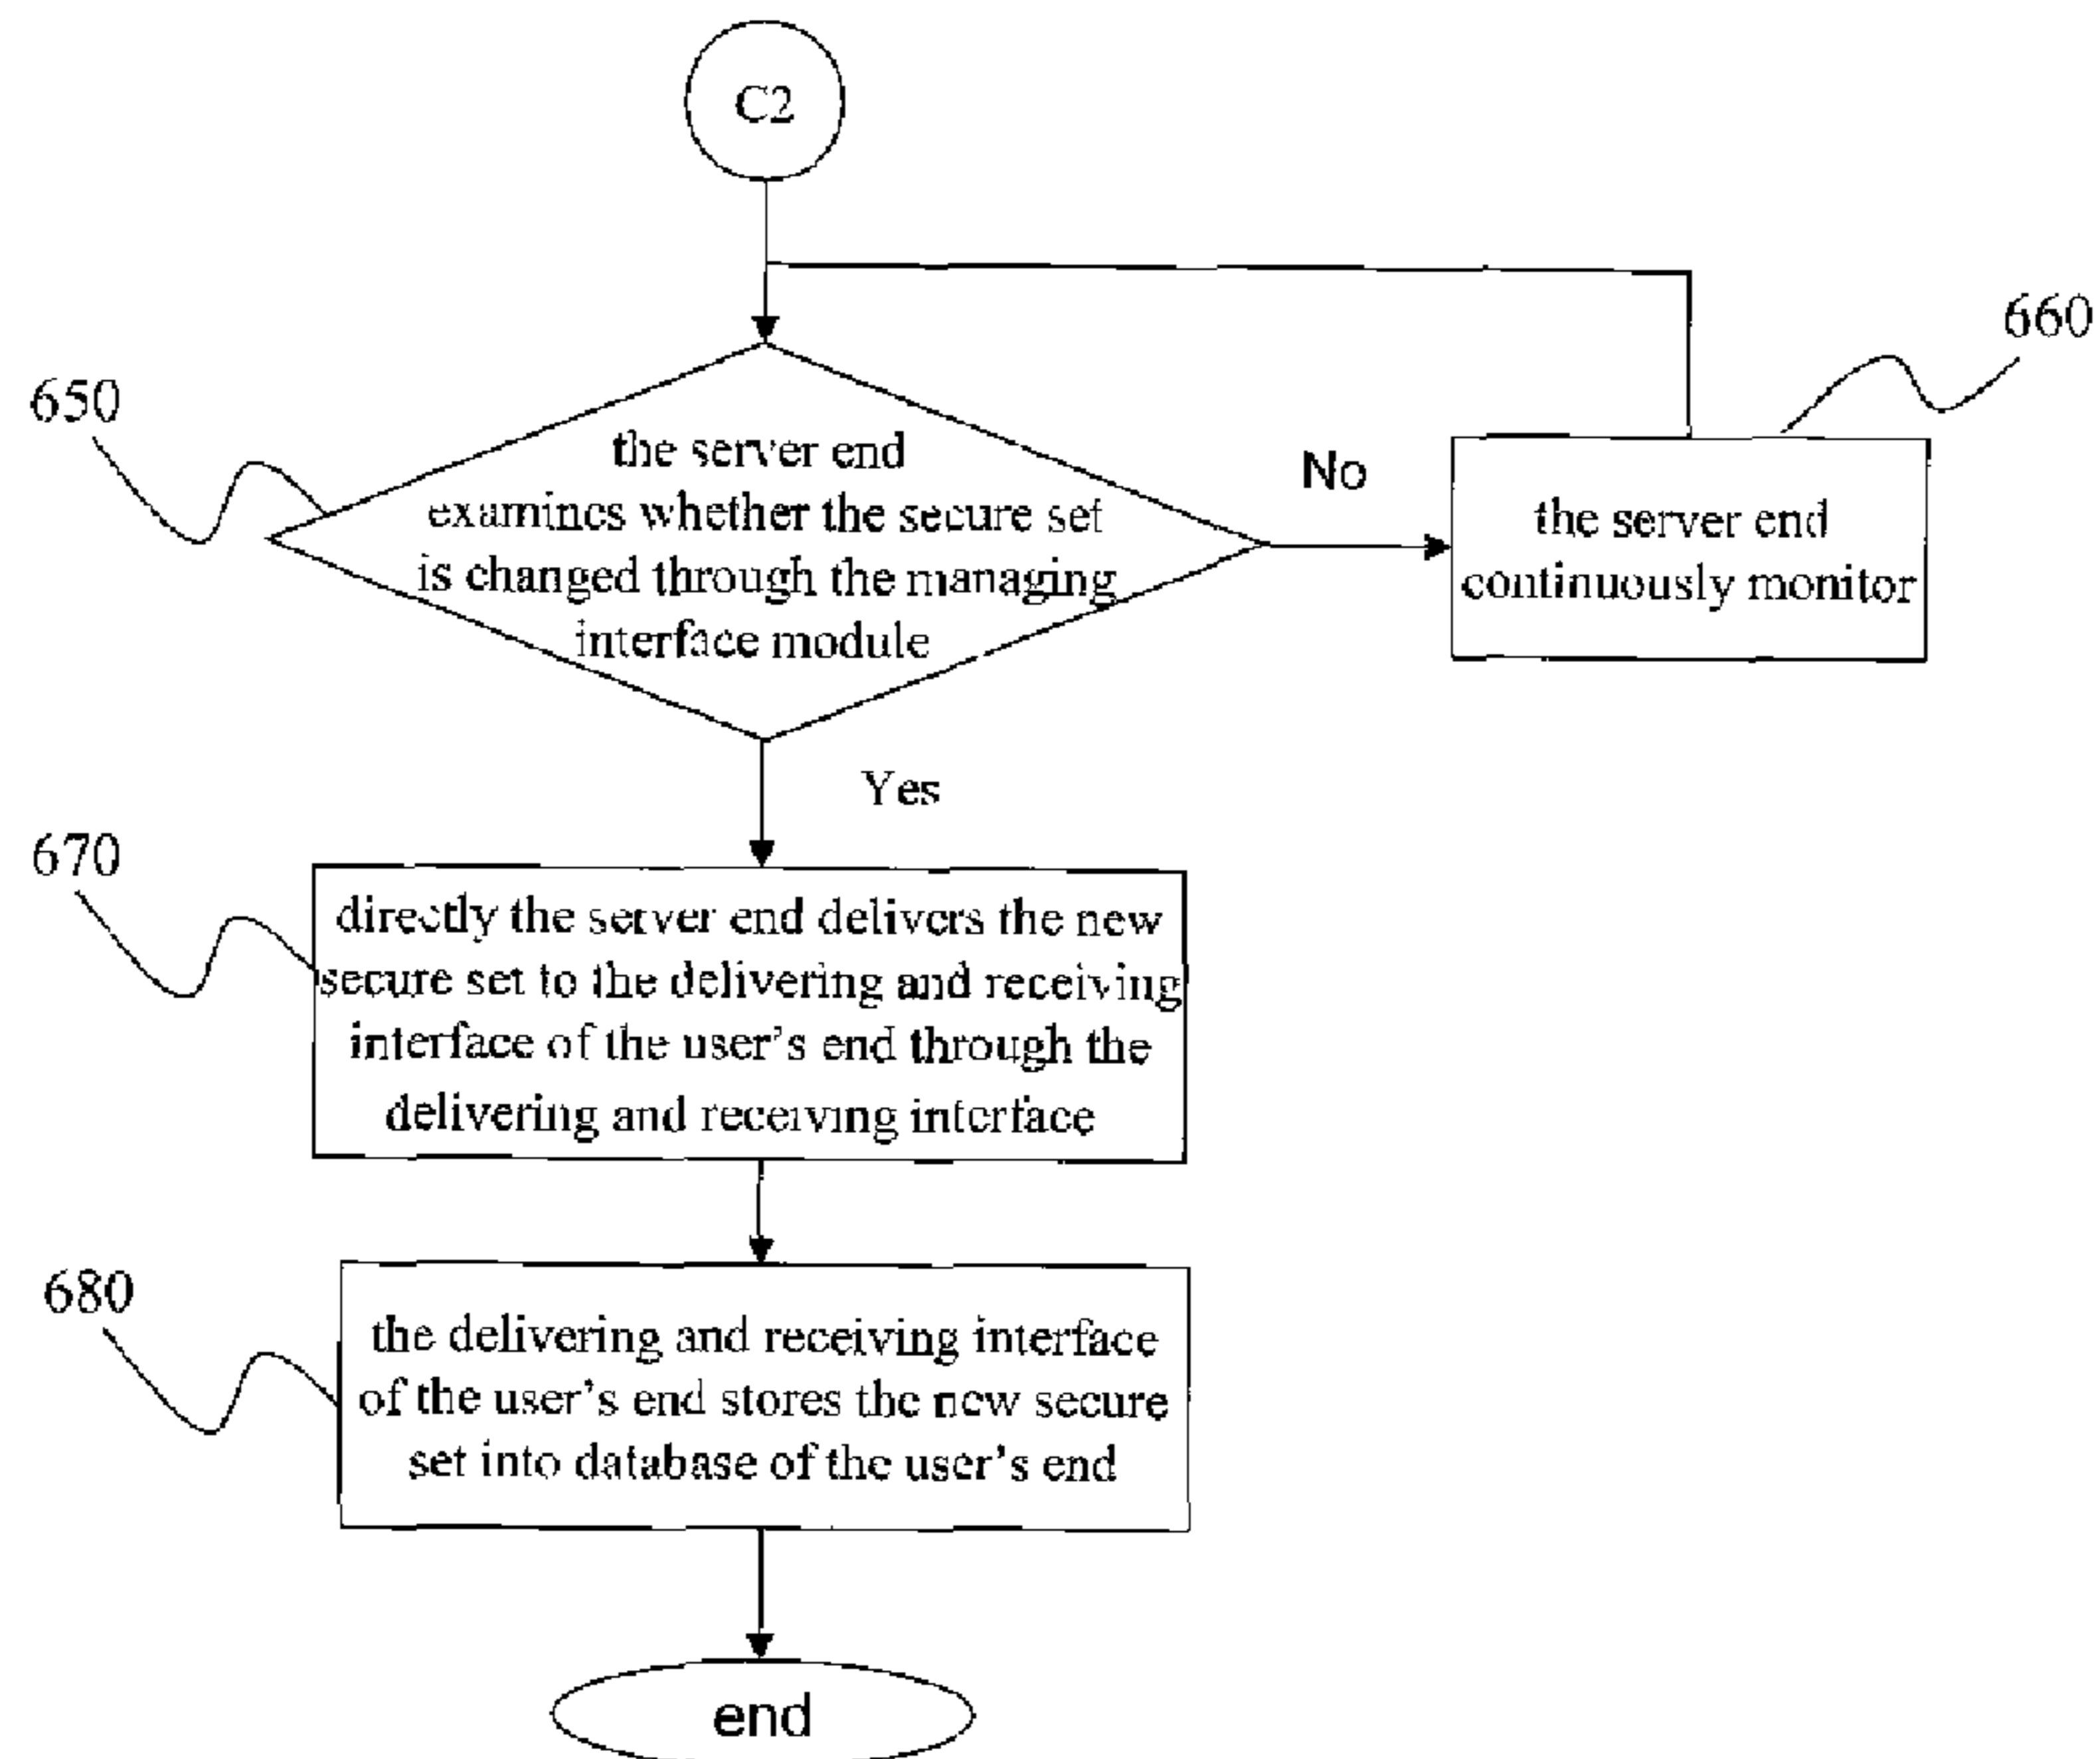 C2
660
650
the server end
examines whether the secure set
is changed through the managing
interface module
No
the server end
continuously monitor
Yes
670
directly the server end delivers the new
secure set to the delivering and receiving
interface of the user's end through the
delivering and receiving interface
680
the delivering and receiving interface
of the user's end stores the new secure
set into database of the user's end
end